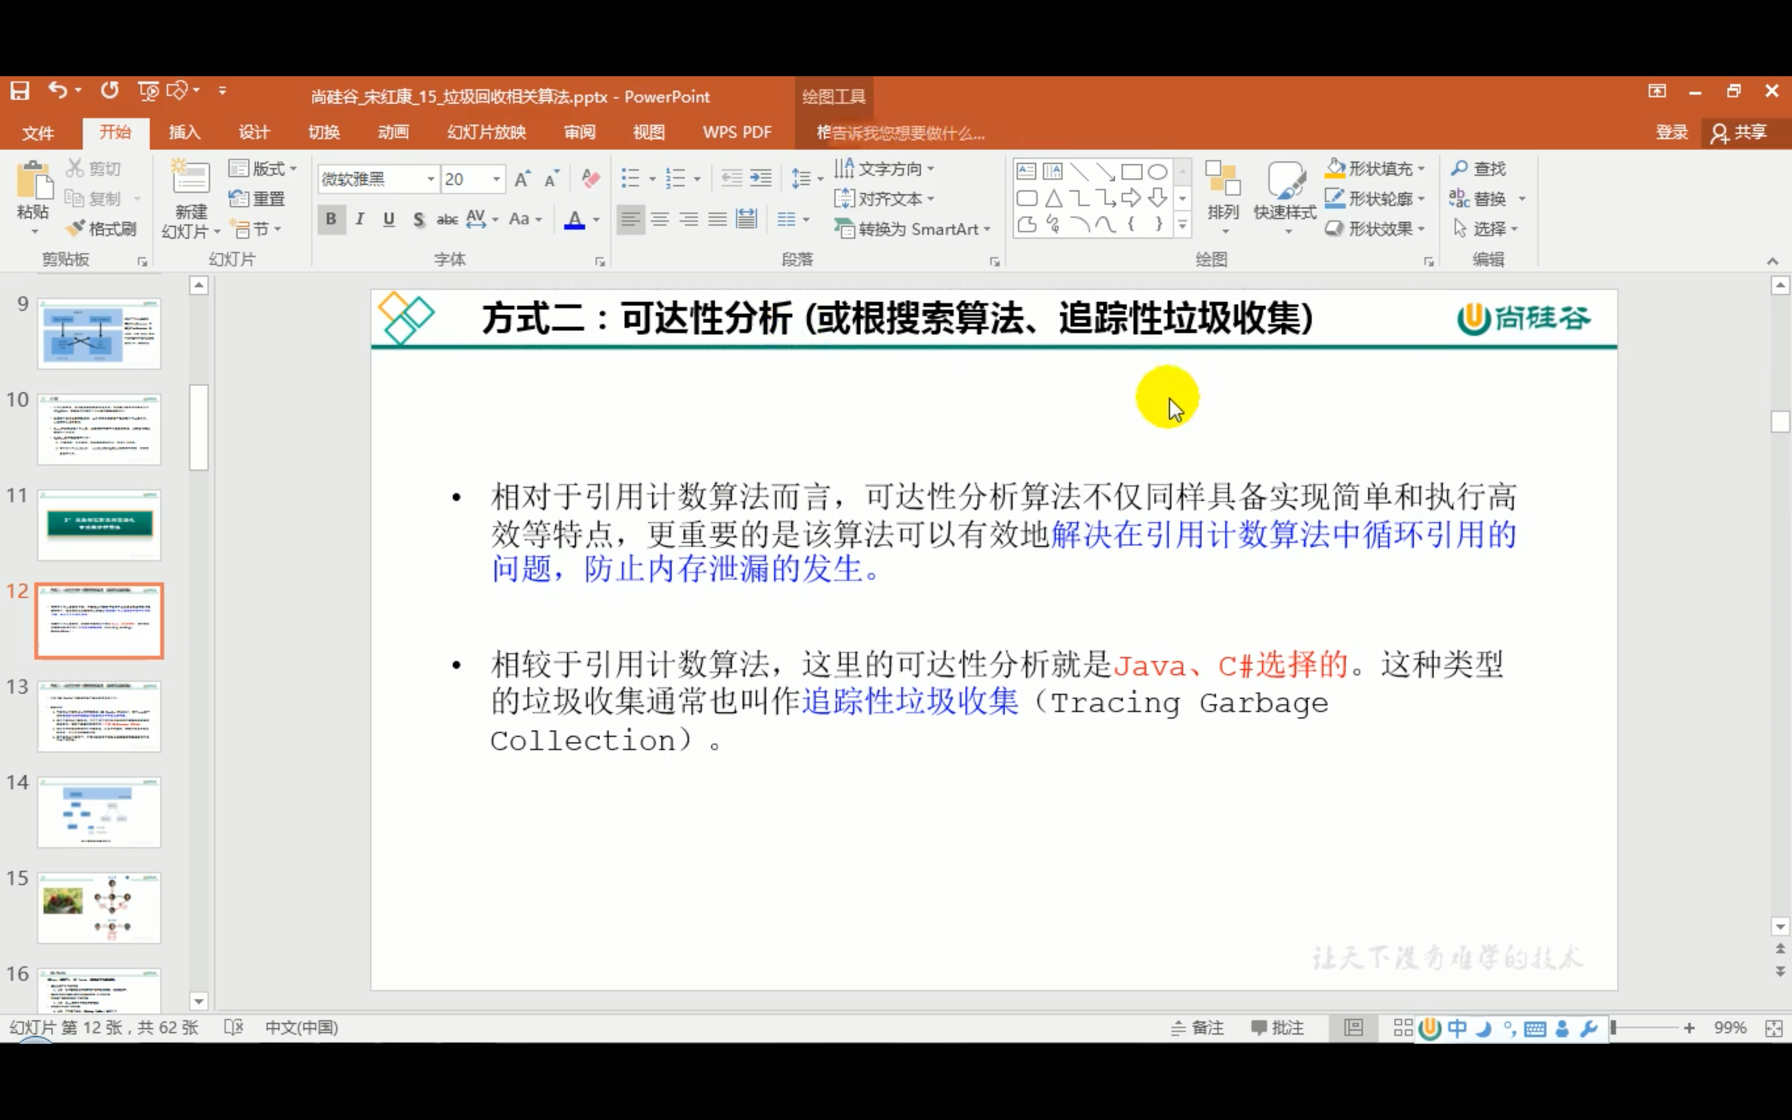 尚硅谷_宋红康_15_垃圾回收相关算法.pptx - PowerPoint
绘图工具
文件 开始 插入 设计 切换 动画 幻灯片放映 审阅 视图 WPS PDF 告诉我您想要做什么... 登录 共享
粘贴
剪切
复制
格式刷
剪贴板
新建
幻灯片
版式
重置
节
幻灯片
微软雅黑 20
B I U S abc AV Aa A
字体
文字方向
对齐文本
转换为 SmartArt
段落
排列
快速样式
形状填充
形状轮廓
形状效果
绘图
查找
替换
选择
编辑
9
10
11
12
13
14
15
16
方式二：可达性分析 (或根搜索算法、追踪性垃圾收集)
尚硅谷
• 相对于引用计数算法而言，可达性分析算法不仅同样具备实现简单和执行高
效等特点，更重要的是该算法可以有效地解决在引用计数算法中循环引用的
问题，防止内存泄漏的发生。
• 相较于引用计数算法，这里的可达性分析就是Java、C#选择的。这种类型
的垃圾收集通常也叫作追踪性垃圾收集（Tracing Garbage
Collection）。
让天下没有难学的技术
幻灯片 第 12 张，共 62 张 中文(中国) 备注 批注 中 99%